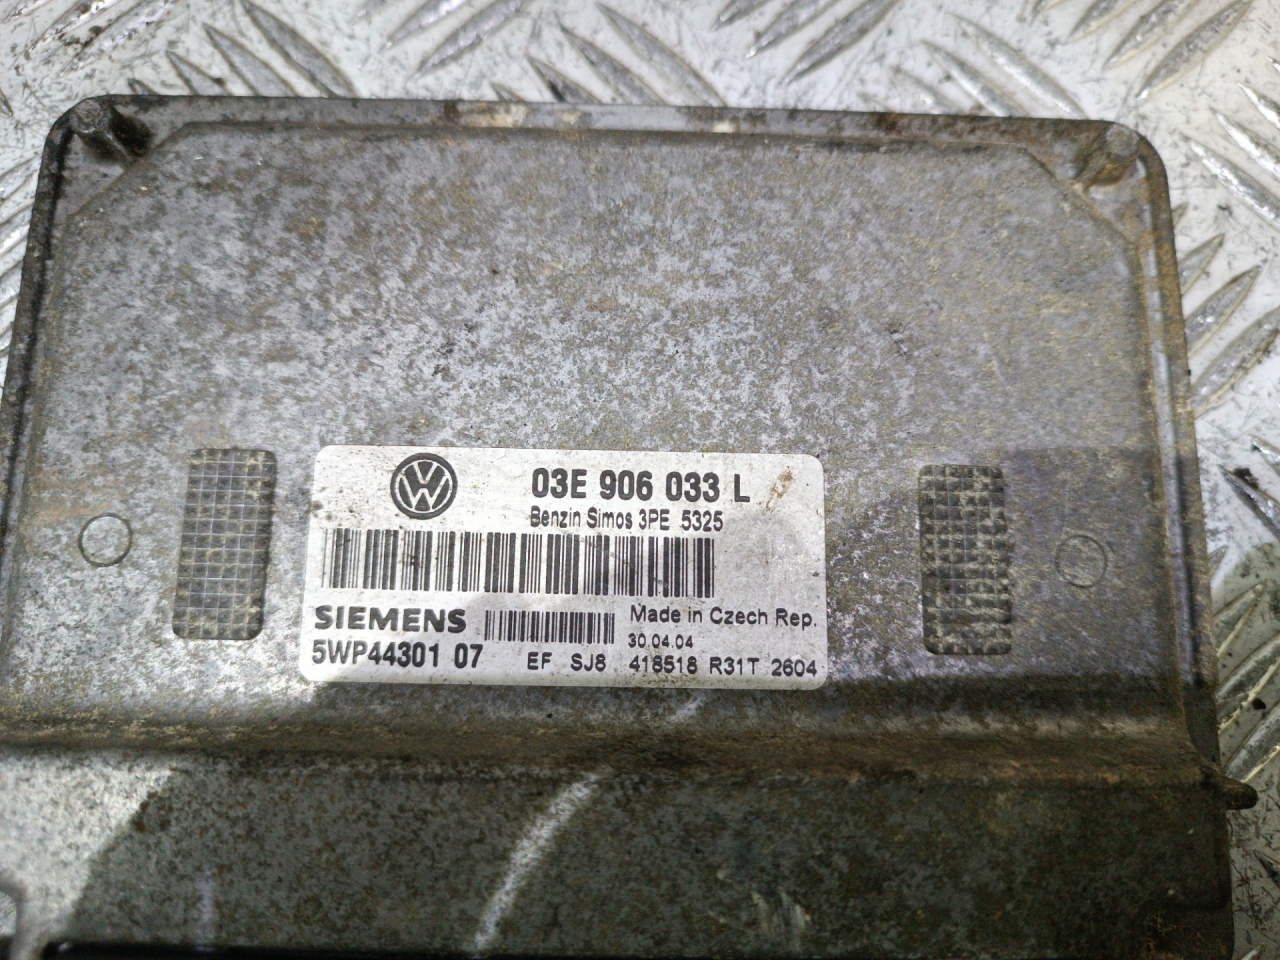 03E 906 033 L
Benzin Simos 3PE 5325
SIEMENS
Made in Czech Rep.
30.04.04
5WP44301 07
EF SJ8 418518 R31T 2604